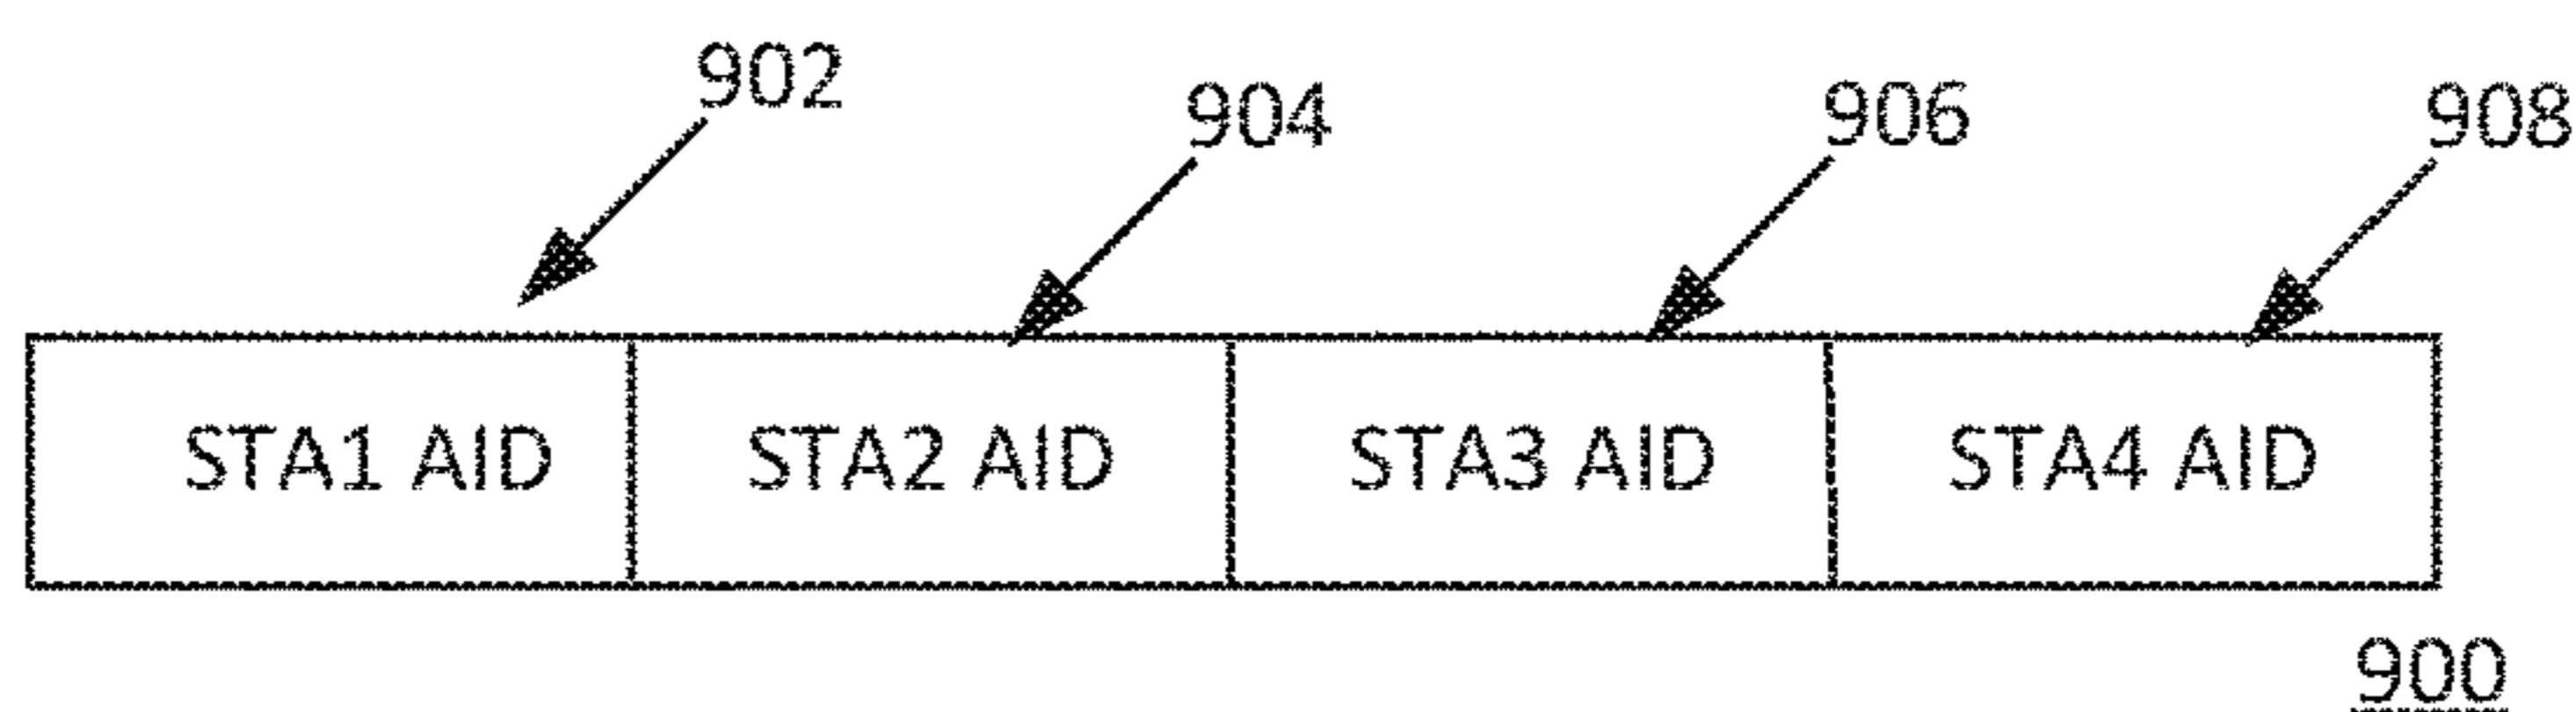 902
904 906 908
STA1 AID STA2 AID STA3 AID STA4 AID
900